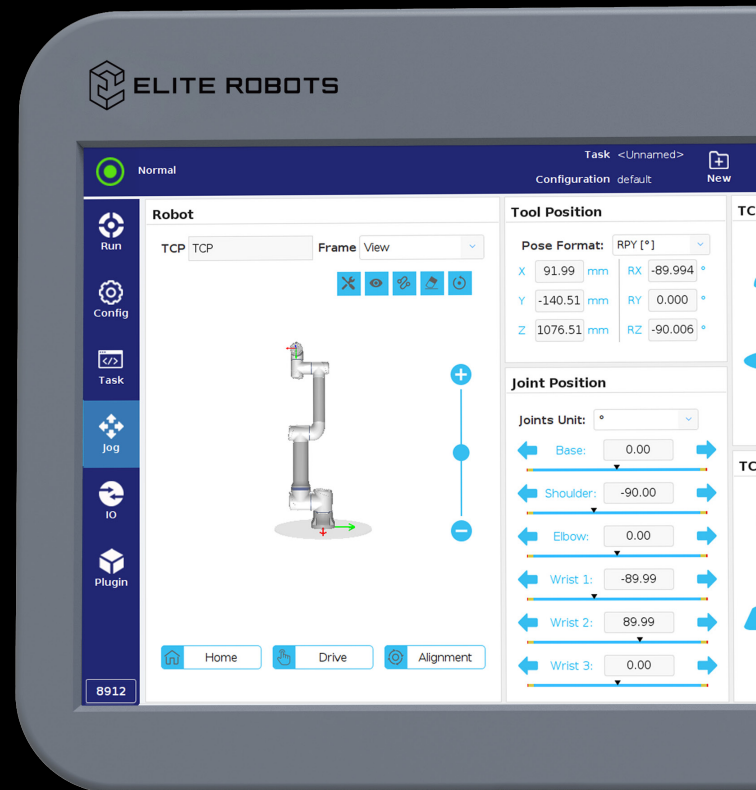 ELITE ROBOTS
Normal
Task <Unnamed>
Configuration default
New
Run
Config
Task
Jog
IO
Plugin
8912
Robot
TCP TCP Frame View
Home Drive Alignment
Tool Position
Pose Format: RPY [°]
X 91.99 mm RX -89.994 °
Y -140.51 mm RY 0.000 °
Z 1076.51 mm RZ -90.006 °
Joint Position
Joints Unit: °
Base: 0.00
Shoulder: -90.00
Elbow: 0.00
Wrist 1: -89.99
Wrist 2: 89.99
Wrist 3: 0.00
TC
TC